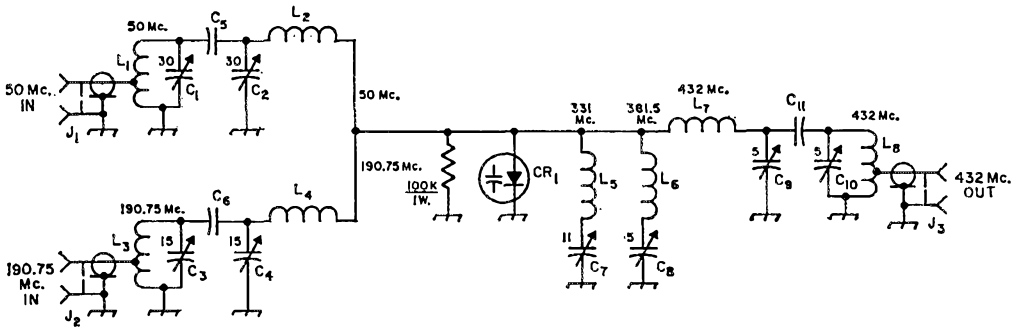 50 Mc.
C5
L2
L1
30
C1
30
C2
50 Mc.
IN
J1
50 Mc.
190.75 Mc.
100K
1W.
CR1
331
Mc.
381.5
Mc.
L5
L6
11
C7
5
C8
432 Mc.
L7
C11
432 Mc.
5
C9
5
C10
L8
432 Mc.
OUT
J3
190.75 Mc.
C6
L4
L3
15
C3
15
C4
190.75
Mc.
IN
J2